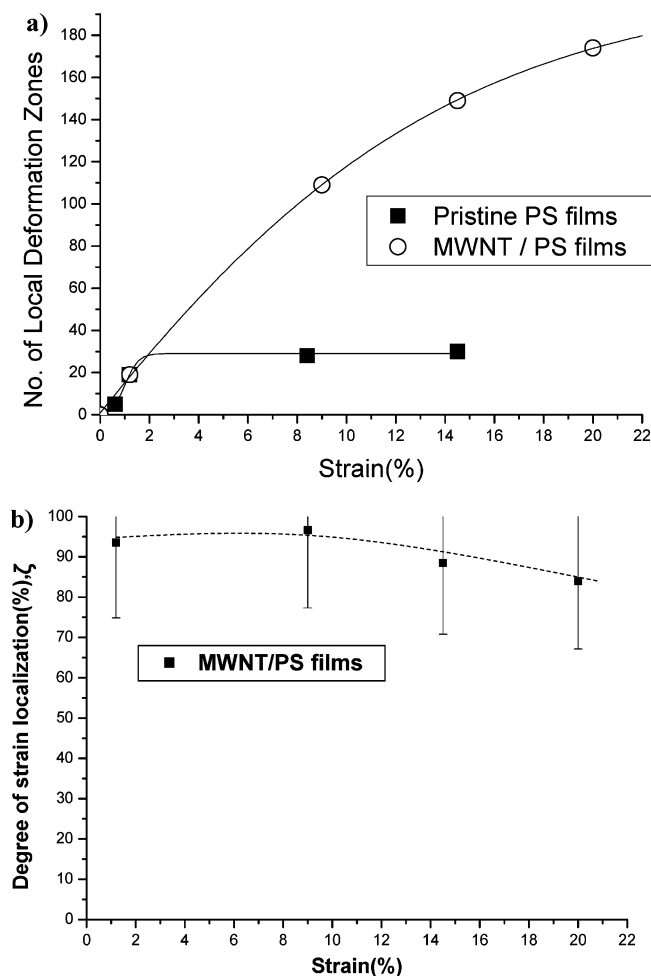 a)
180
160
140
120
100
80
60
40
20
0
No. of Local Deformation Zones
Pristine PS films
MWNT / PS films
0 2 4 6 8 10 12 14 16 18 20 22
Strain(%)
b)
100
90
80
70
60
50
40
30
20
10
0
Degree of strain localization(%),ζ
MWNT/PS films
0 2 4 6 8 10 12 14 16 18 20 22
Strain(%)